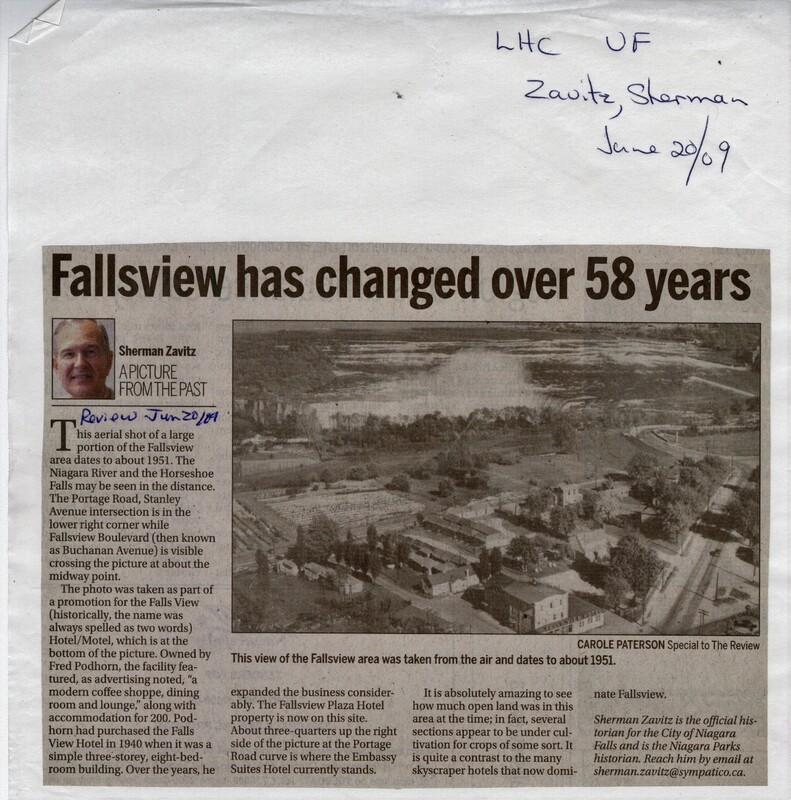 LHC UF
Zavitz, Sherman
June 20/09
Fallsview has changed over 58 years
Sherman Zavitz
A PICTURE
FROM THE PAST
Review Jun 20/09
This aerial shot of a large
portion of the Fallsview
area dates to about 1951. The
Niagara River and the Horseshoe
Falls may be seen in the distance.
The Portage Road, Stanley
Avenue intersection is in the
lower right corner while
Fallsview Boulevard (then known
as Buchanan Avenue) is visible
crossing the picture at about the
midway point.
The photo was taken as part of
a promotion for the Falls View
(historically, the name was
always spelled as two words)
Hotel/Motel, which is at the
bottom of the picture. Owned by
Fred Podhorn, the facility fea-
tured, as advertising noted, “a
modern coffee shoppe, dining
room and lounge,” along with
accommodation for 200. Pod-
horn had purchased the Falls
View Hotel in 1940 when it was a
simple three-storey, eight-bed-
room building. Over the years, he
CAROLE PATERSON Special to The Review
This view of the Fallsview area was taken from the air and dates to about 1951.
expanded the business consider-
ably. The Fallsview Plaza Hotel
property is now on this site.
About three-quarters up the right
side of the picture at the Portage
Road curve is where the Embassy
Suites Hotel currently stands.
It is absolutely amazing to see
how much open land was in this
area at the time; in fact, several
sections appear to be under cul-
tivation for crops of some sort. It
is quite a contrast to the many
skyscraper hotels that now domi-
nate Fallsview.
Sherman Zavitz is the official his-
torian for the City of Niagara
Falls and is the Niagara Parks
historian. Reach him by email at
sherman.zavitz@sympatico.ca.